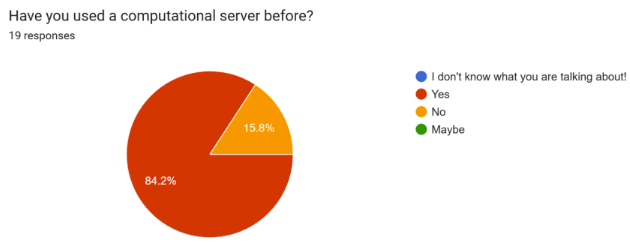 Have you used a computational server before?
19 responses
I don't know what you are talking about!
Yes
No
Maybe
15.8%
84.2%